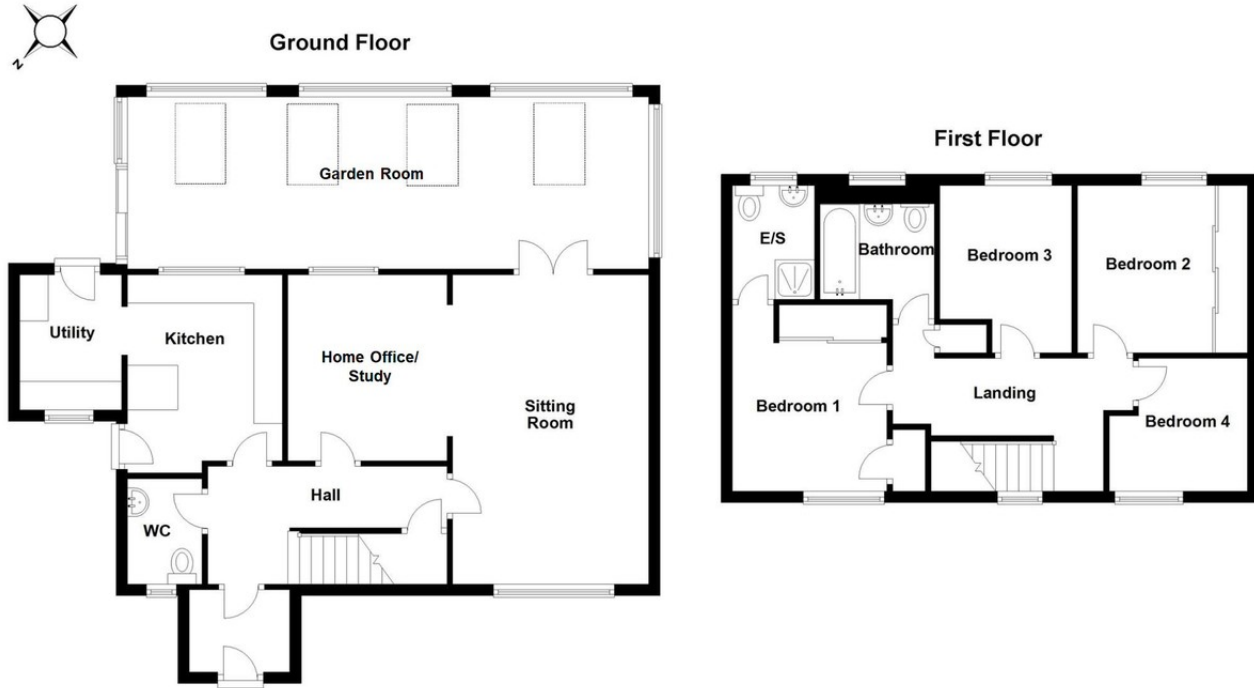 Ground Floor
N
Garden Room
Utility
Kitchen
Home Office/
Study
Sitting
Room
Hall
WC
First Floor
E/S
Bathroom
Bedroom 3
Bedroom 2
Bedroom 1
Landing
Bedroom 4